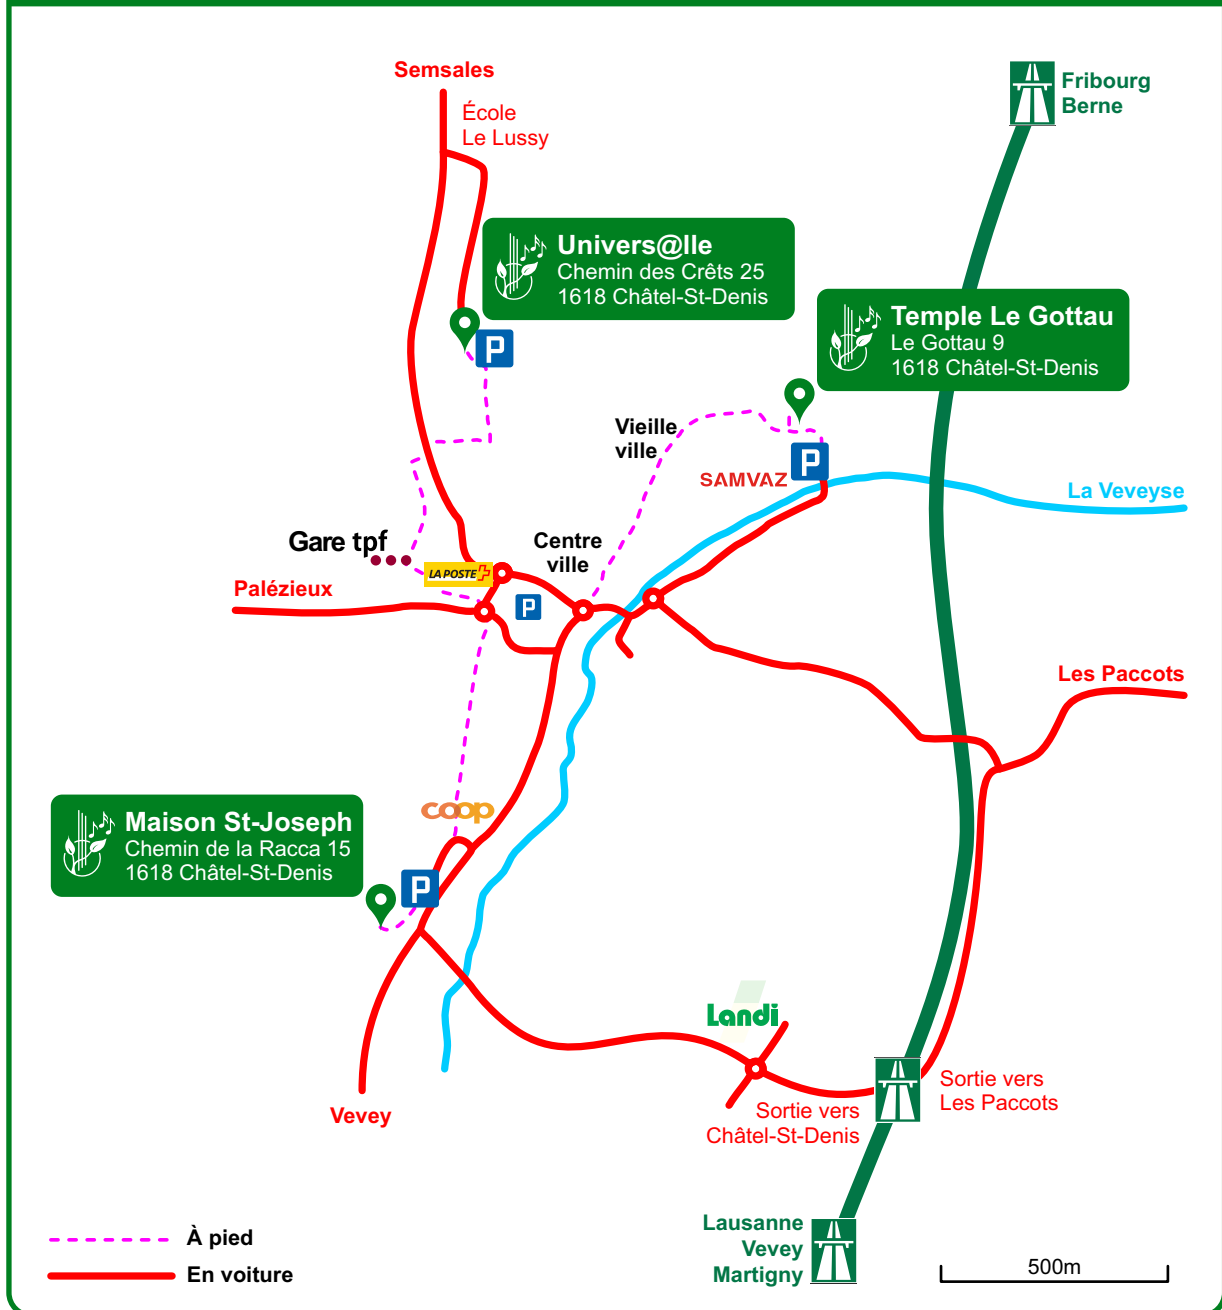 Semsales
École
Le Lussy
Fribourg
Berne
Univers@lle
Chemin des Crêts 25
1618 Châtel-St-Denis
Temple Le Gottau
Le Gottau 9
1618 Châtel-St-Denis
P
Vieille
ville
P
SAMVAZ
La Veveyse
Gare tpf
Centre
ville
LA POSTE
Palézieux
P
Les Paccots
coop
Maison St-Joseph
Chemin de la Racca 15
1618 Châtel-St-Denis
P
Landi
Sortie vers
Les Paccots
Vevey
Sortie vers
Châtel-St-Denis
Lausanne
Vevey
Martigny
À pied
En voiture
500m